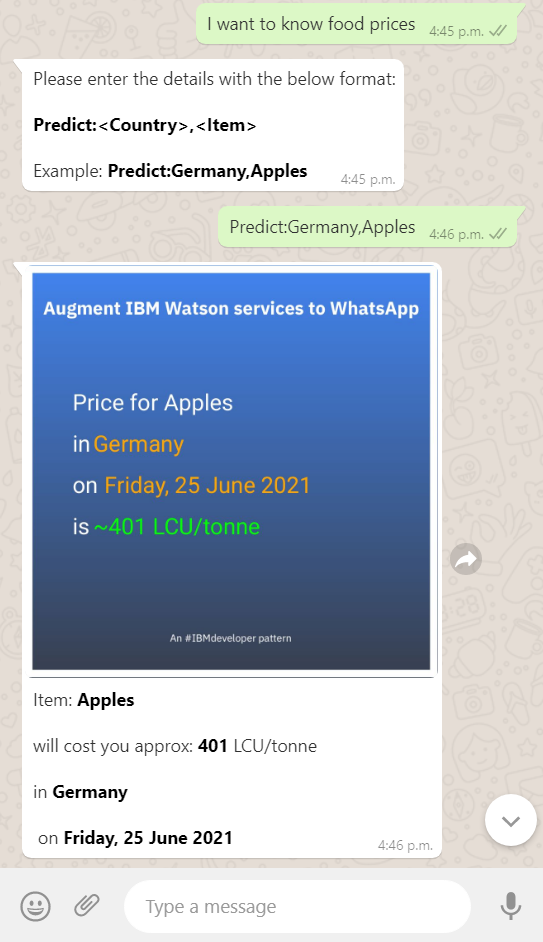 I want to know food prices
4:45 p.m.
Please enter the details with the below format:
Predict:<Country>,<Item>
Example: Predict:Germany,Apples
4:45 p.m.
Predict:Germany,Apples
4:46 p.m.
Augment IBM Watson services to WhatsApp
Price for Apples
in Germany
on Friday, 25 June 2021
is ~401 LCU/tonne
An #IBMdeveloper pattern
Item: Apples
will cost you approx: 401 LCU/tonne
in Germany
on Friday, 25 June 2021
4:46 p.m.
Type a message